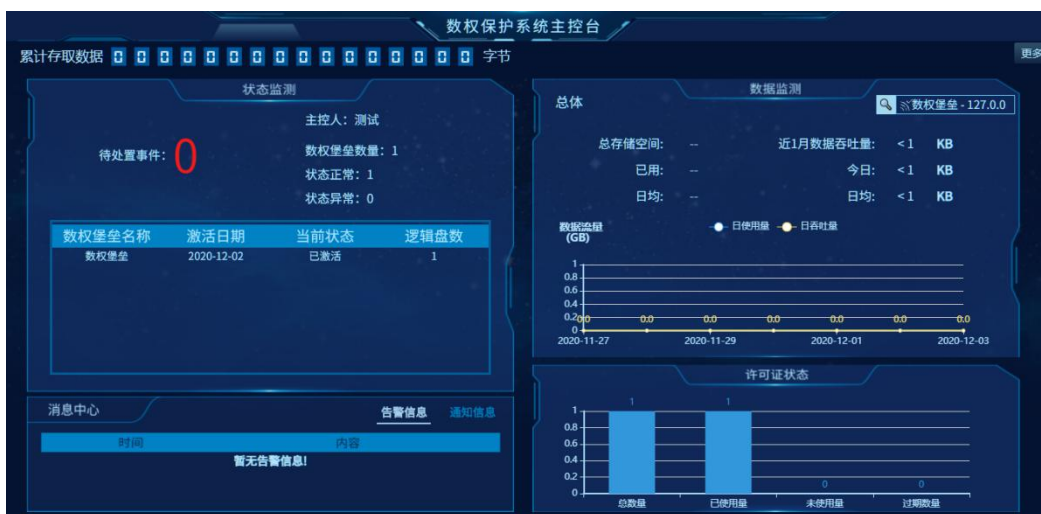 数权保护系统主控台
累计存取数据 0 0 0 0 0 0 0 0 0 0 0 0 0 0 0 0 字节
更多
状态监测
待处置事件: 0
主控人：测试
数权堡垒数量：1
状态正常：1
状态异常：0
数权堡垒名称 激活日期 当前状态 逻辑盘数
数权堡垒 2020-12-02 已激活 1
消息中心 告警信息 通知信息
时间 内容
暂无告警信息!
数据监测
总体
数权堡垒 - 127.0.0
总存储空间: -- 近1月数据吞吐量: <1 KB
已用: -- 今日: <1 KB
日均: -- 日均: <1 KB
数据流量
(GB)
日使用量 日吞吐量
1
0.8
0.6
0.4
0.2
0
0.0 0.0 0.0 0.0 0.0 0.0 0.0
2020-11-27 2020-11-29 2020-12-01 2020-12-03
许可证状态
1 1 0 0
1
0.8
0.6
0.4
0.2
0
总数量 已使用量 未使用量 过期数量